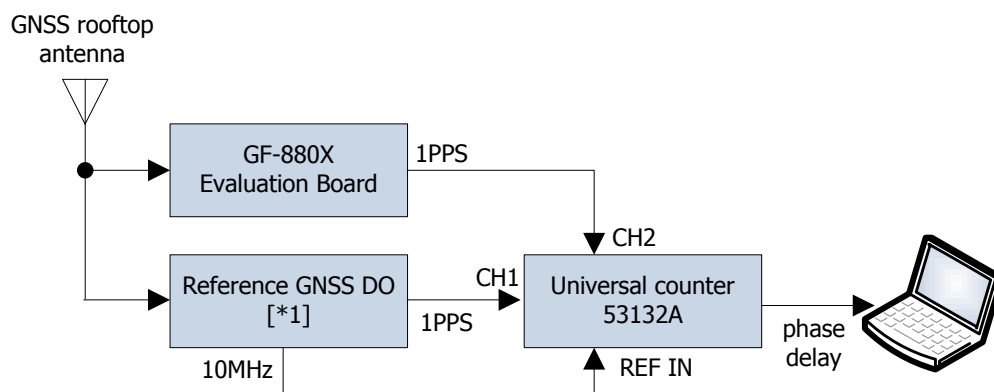 GNSS rooftop
antenna
GF-880X
Evaluation Board
1PPS
CH2
Reference GNSS DO
[*1]
CH1
1PPS
Universal counter
53132A
phase
delay
10MHz
REF IN